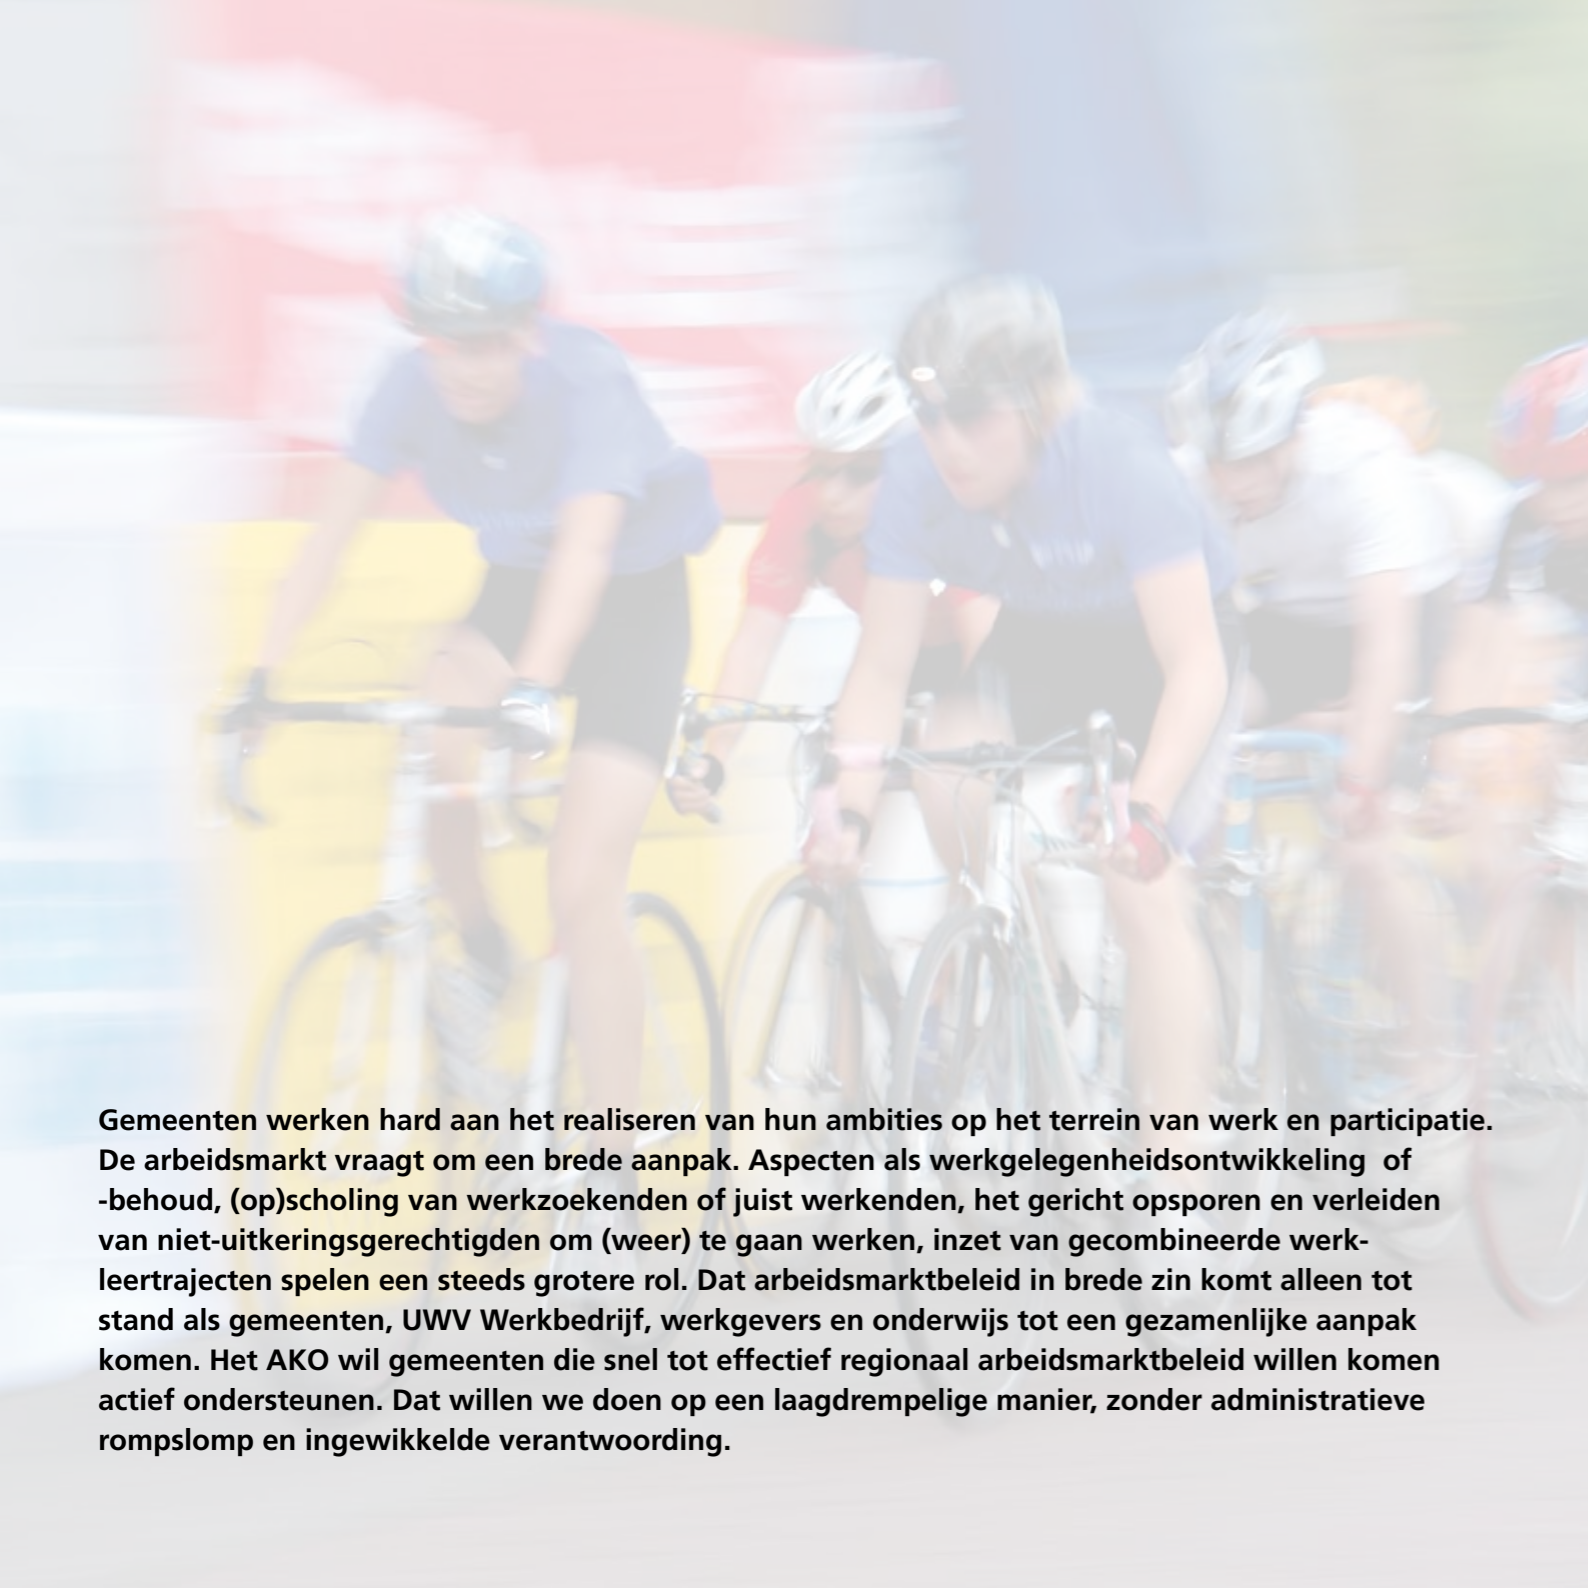 Gemeenten werken hard aan het realiseren van hun ambities op het terrein van werk en participatie.
De arbeidsmarkt vraagt om een brede aanpak. Aspecten als werkgelegenheidsontwikkeling of
-behoud, (op)scholing van werkzoekenden of juist werkenden, het gericht opsporen en verleiden
van niet-uitkeringsgerechtigden om (weer) te gaan werken, inzet van gecombineerde werk-
leertrajecten spelen een steeds grotere rol. Dat arbeidsmarktbeleid in brede zin komt alleen tot
stand als gemeenten, UWV Werkbedrijf, werkgevers en onderwijs tot een gezamenlijke aanpak
komen. Het AKO wil gemeenten die snel tot effectief regionaal arbeidsmarktbeleid willen komen
actief ondersteunen. Dat willen we doen op een laagdrempelige manier, zonder administratieve
rompslomp en ingewikkelde verantwoording.